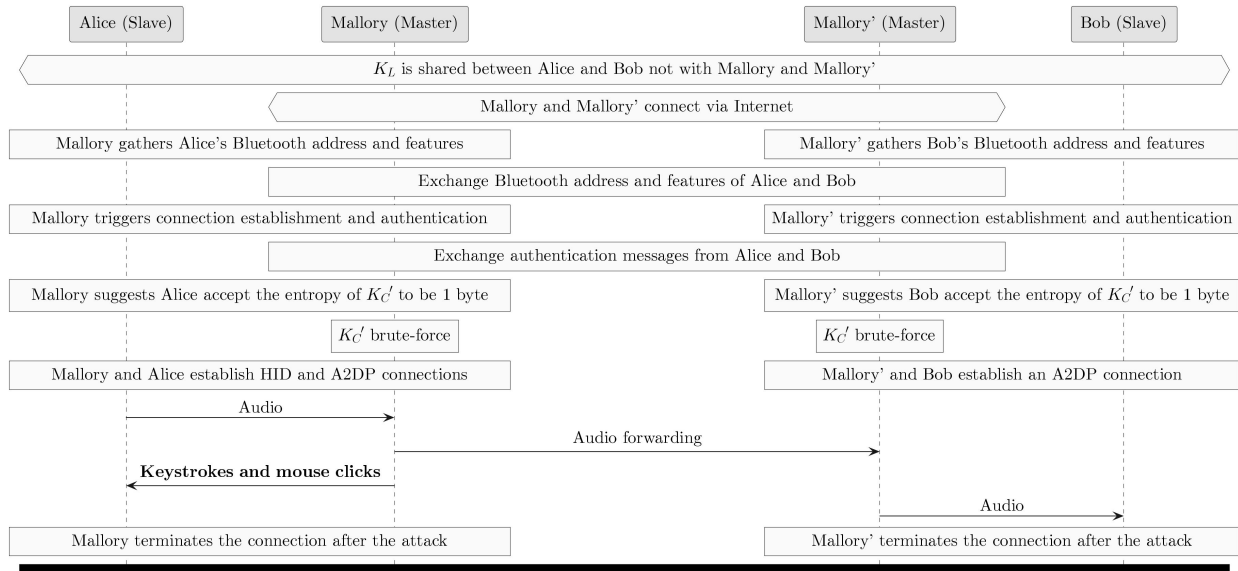 Alice (Slave) Mallory (Master) Mallory' (Master) Bob (Slave)
K_L is shared between Alice and Bob not with Mallory and Mallory'
Mallory and Mallory' connect via Internet
Mallory gathers Alice's Bluetooth address and features Mallory' gathers Bob's Bluetooth address and features
Exchange Bluetooth address and features of Alice and Bob
Mallory triggers connection establishment and authentication Mallory' triggers connection establishment and authentication
Exchange authentication messages from Alice and Bob
Mallory suggests Alice accept the entropy of K_C' to be 1 byte Mallory' suggests Bob accept the entropy of K_C' to be 1 byte
K_C' brute-force K_C' brute-force
Mallory and Alice establish HID and A2DP connections Mallory' and Bob establish an A2DP connection
Audio
Audio forwarding
Keystrokes and mouse clicks
Audio
Mallory terminates the connection after the attack Mallory' terminates the connection after the attack